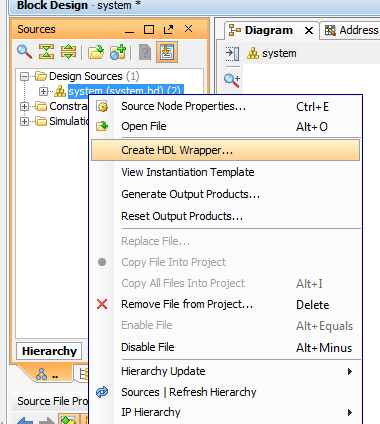 Block Design - system *
Sources
Diagram
Address
system
Design Sources (1)
system (system.bd) (2)
Constra
Simulatio
Source Node Properties... Ctrl+E
Open File Alt+O
Create HDL Wrapper...
View Instantiation Template
Generate Output Products...
Reset Output Products...
Replace File...
Copy File Into Project
Copy All Files Into Project Alt+I
Remove File from Project... Delete
Enable File Alt+Equals
Disable File Alt+Minus
Hierarchy Update
Sources | Refresh Hierarchy
IP Hierarchy
Hierarchy
Source File Pro